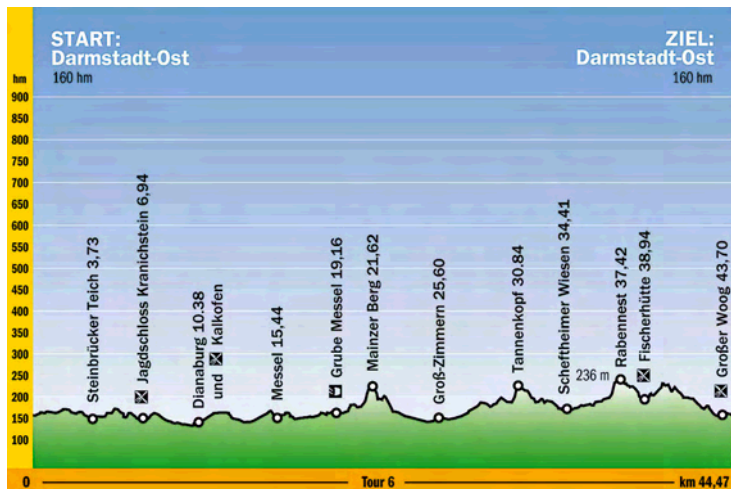 START:
Darmstadt-Ost
160 hm
ZIEL:
Darmstadt-Ost
160 hm
hm
900
850
800
750
700
650
600
550
500
450
400
350
300
250
200
150
100
Steinbrücker Teich 3,73
Jagdschloss Kranichstein 6,94
Dianaburg 10.38
und Kalkofen
Messel 15,44
Grube Messel 19,16
Mainzer Berg 21,62
Groß-Zimmern 25,60
Tannenkopf 30.84
Scheftheimer Wiesen 34,41
236 m
Rabennest 37,42
Fischerhütte 38,94
Großer Woog 43,70
0
Tour 6
km 44,47